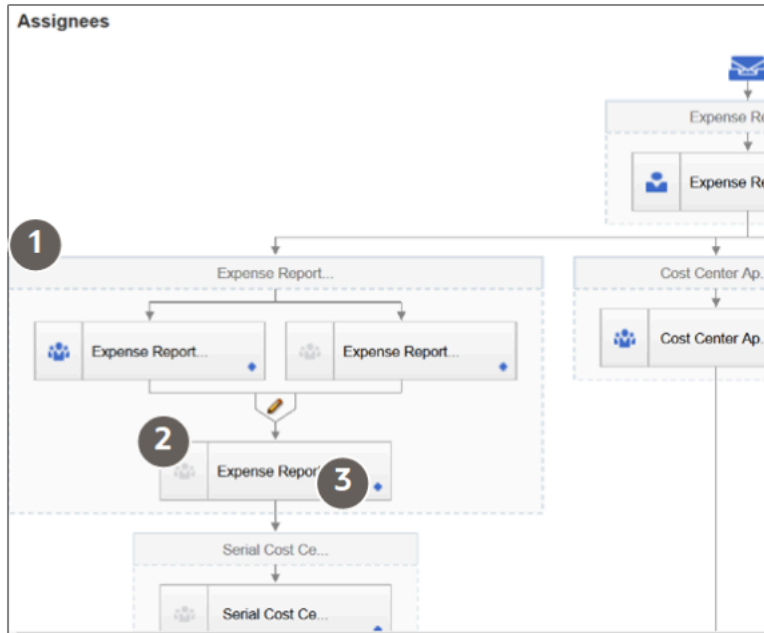 Assignees
Expense Re
Expense Re
1
Expense Report...
Cost Center Ap.
Expense Report...
Expense Report...
Cost Center Ap.
2
Expense Repor
3
Serial Cost Ce...
Serial Cost Ce...